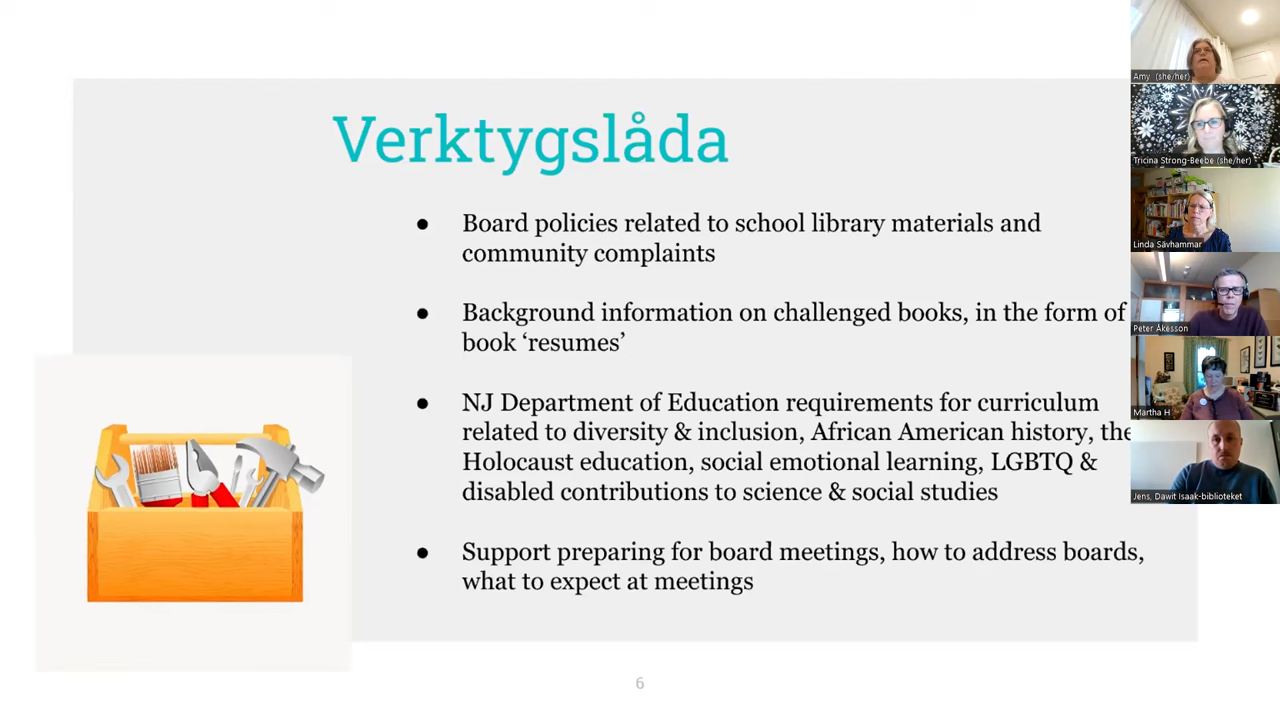 Verktygslåda
● Board policies related to school library materials and
community complaints
● Background information on challenged books, in the form of
book ‘resumes’
● NJ Department of Education requirements for curriculum
related to diversity & inclusion, African American history, the
Holocaust education, social emotional learning, LGBTQ &
disabled contributions to science & social studies
● Support preparing for board meetings, how to address boards,
what to expect at meetings
6
Amy (she/her)
Tricina Strong-Beebe (she/her)
Linda Sävhammar
Peter Åkesson
Martha H
Jens, Dawit Isaak-biblioteket